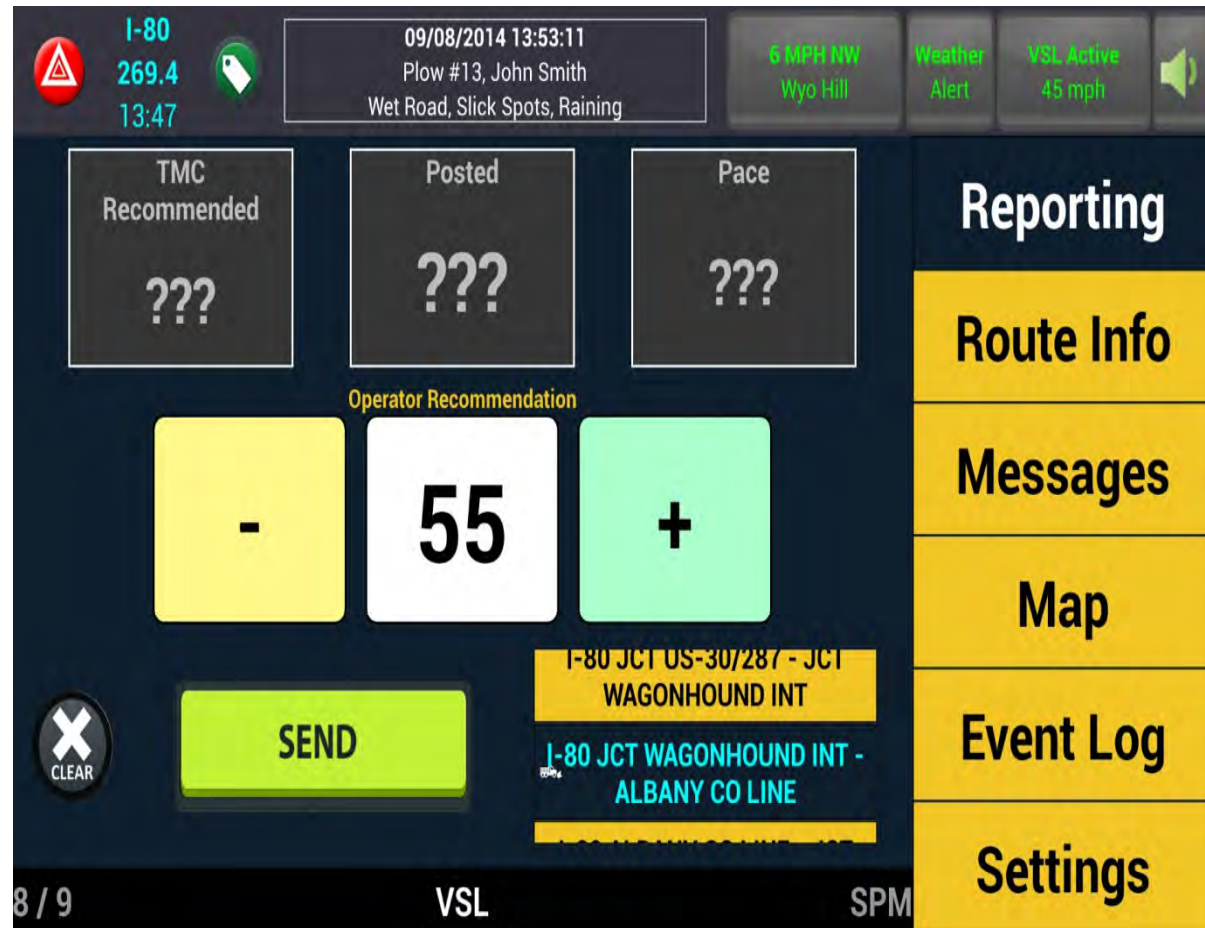 I-80
269.4
13:47
09/08/2014 13:53:11
Plow #13, John Smith
Wet Road, Slick Spots, Raining
6 MPH NW
Wyo Hill
Weather
Alert
VSL Active
45 mph
TMC
Recommended
???
Posted
???
Pace
???
Operator Recommendation
-
55
+
CLEAR
SEND
I-80 JCT US-30/287 - JCT
WAGONHOUND INT
I-80 JCT WAGONHOUND INT -
ALBANY CO LINE
8 / 9
VSL
SPM
Reporting
Route Info
Messages
Map
Event Log
Settings